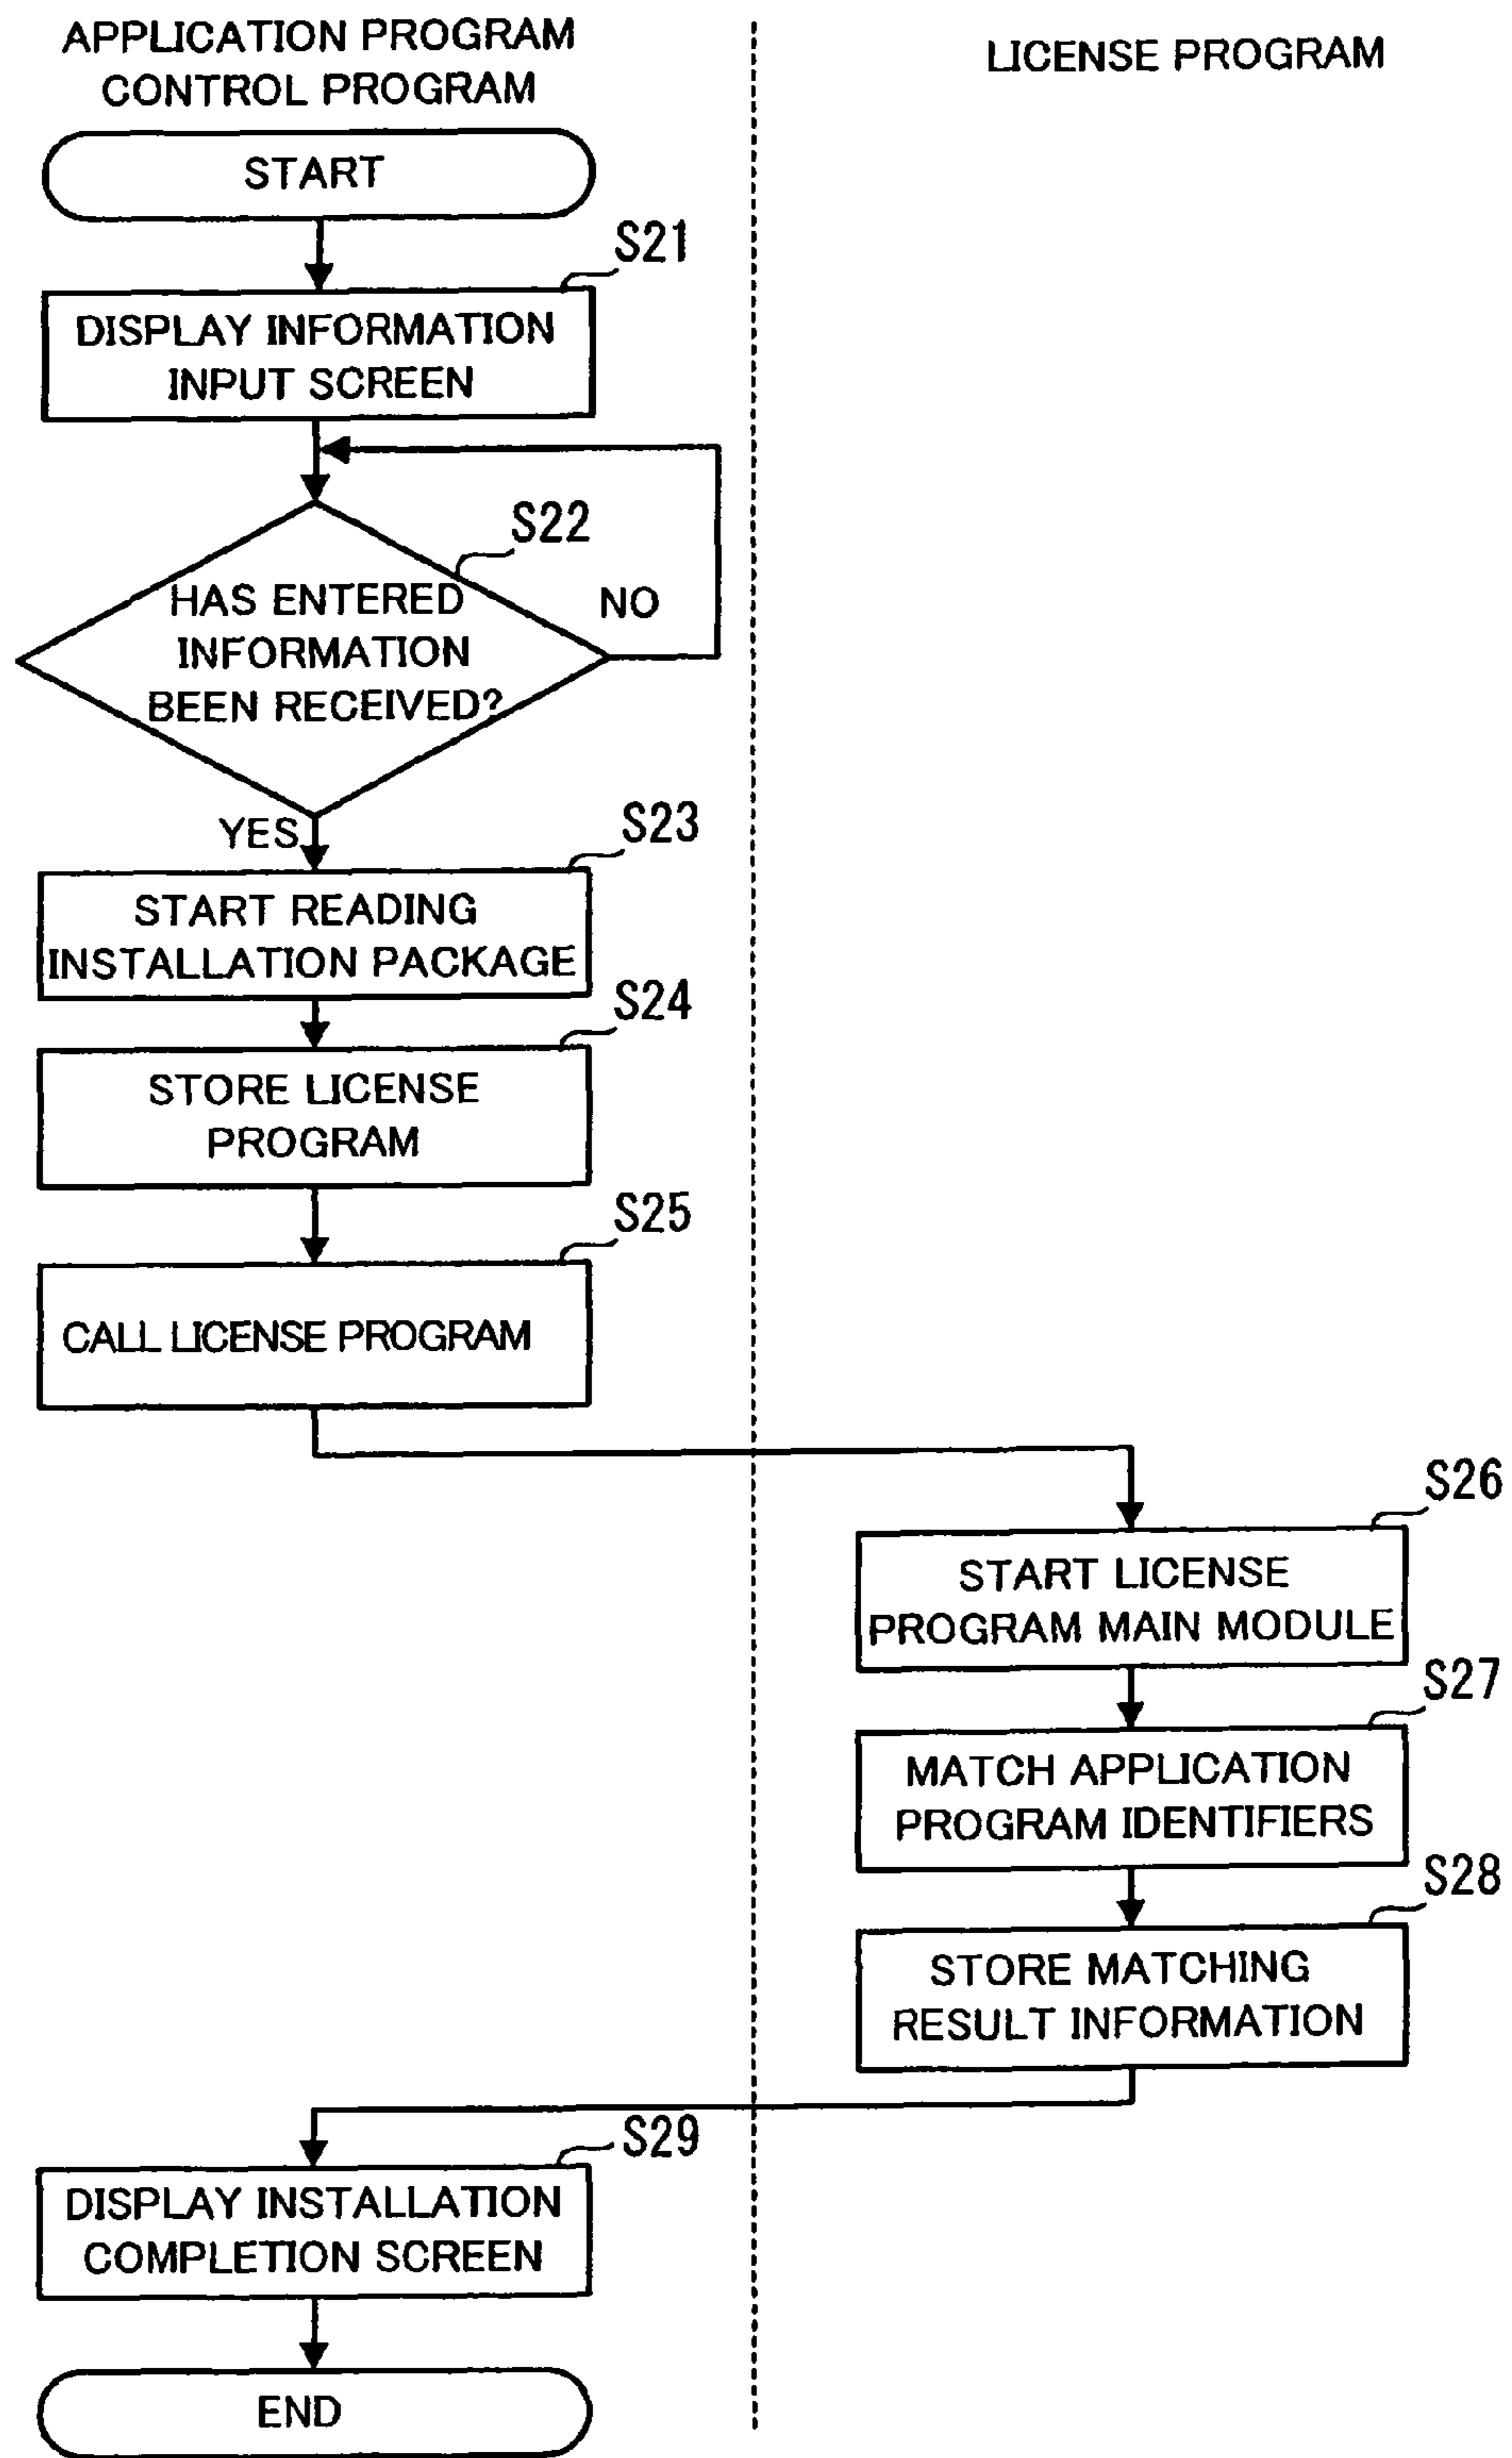 APPLICATION PROGRAM
CONTROL PROGRAM
LICENSE PROGRAM
START
S21
DISPLAY INFORMATION
INPUT SCREEN
S22
HAS ENTERED
INFORMATION
BEEN RECEIVED?
NO
YES
S23
START READING
INSTALLATION PACKAGE
S24
STORE LICENSE
PROGRAM
S25
CALL LICENSE PROGRAM
S26
START LICENSE
PROGRAM MAIN MODULE
S27
MATCH APPLICATION
PROGRAM IDENTIFIERS
S28
STORE MATCHING
RESULT INFORMATION
S29
DISPLAY INSTALLATION
COMPLETION SCREEN
END